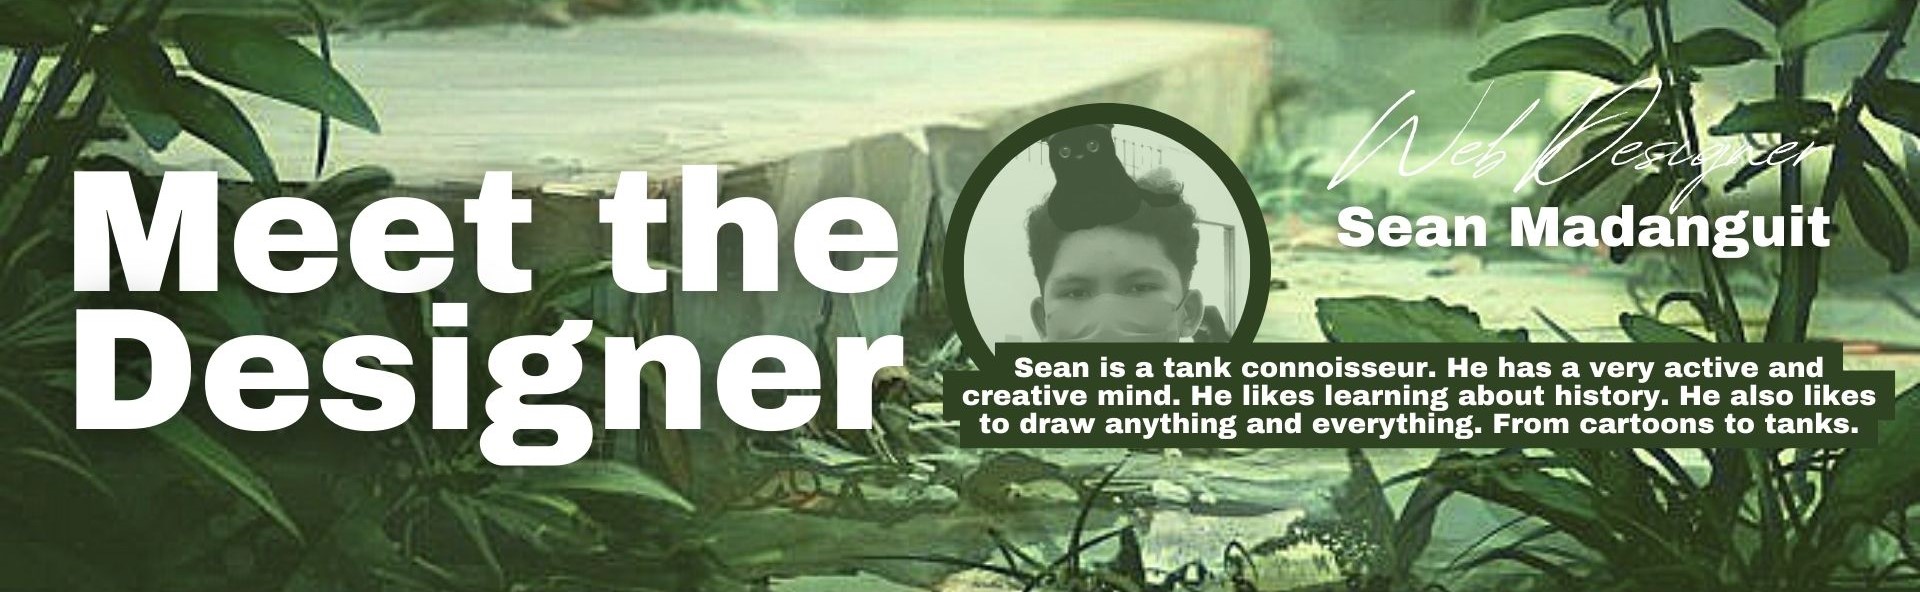 Meet the
Designer
Web Designer
Sean Madanguit
Sean is a tank connoisseur. He has a very active and
creative mind. He likes learning about history. He also likes
to draw anything and everything. From cartoons to tanks.